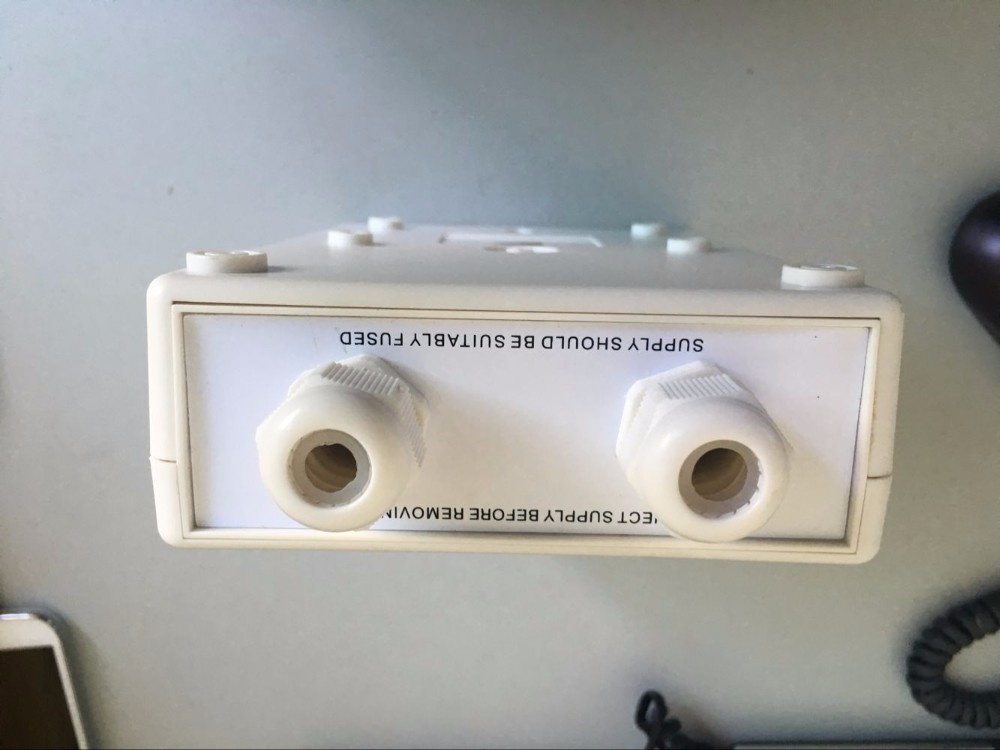 ECT SUPPLY BEFORE REMOVIN
SUPPLY SHOULD BE SUITABLY FUSED